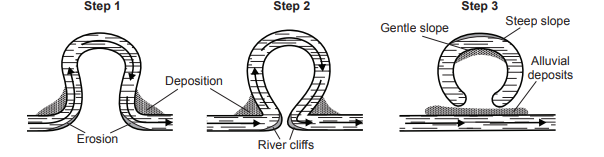 Step 1
Step 2
Step 3
Gentle slope
Steep slope
Deposition
Alluvial
deposits
Erosion
River cliffs